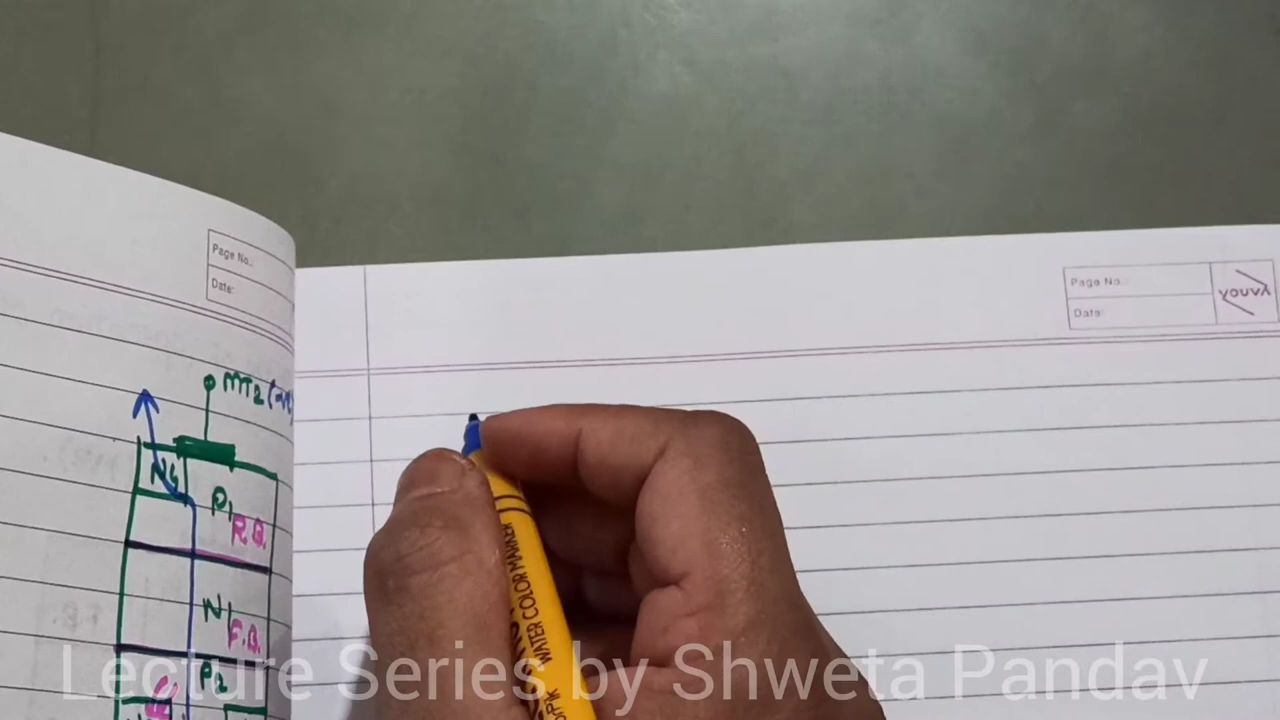 Page No.:
Date:
MT2
N4
P1
R.B.
N1
F.B.
P2
Page No.:
Date:
YOUVA
WATER COLOR MARKER
Lecture Series by Shweta Pandav